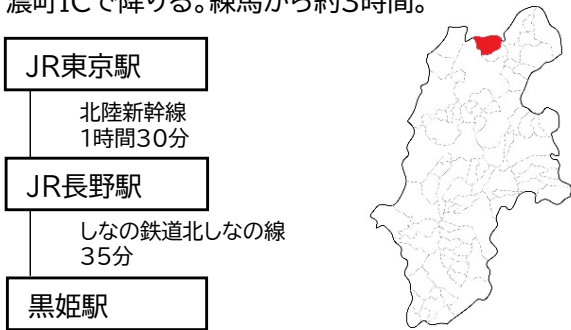 濃町ICで降りる。練馬から約3時間。
JR東京駅
北陸新幹線
1時間30分
JR長野駅
しなの鉄道北しなの線
35分
黒姫駅